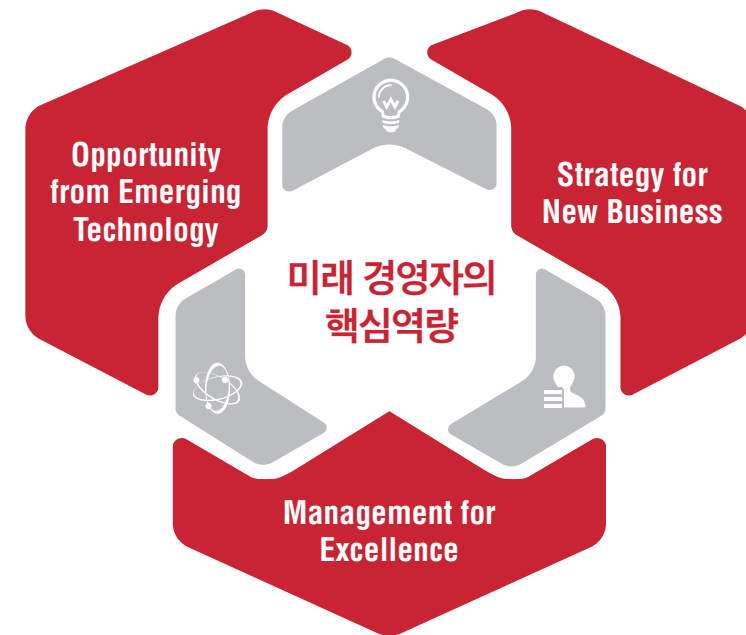 Opportunity
from Emerging
Technology
Strategy for
New Business
미래 경영자의
핵심역량
Management for
Excellence